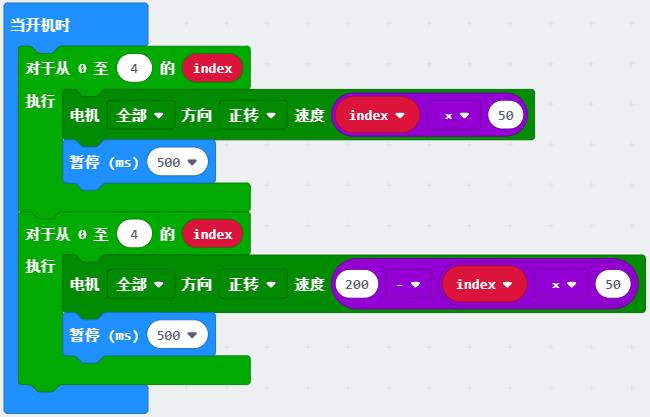 当开机时
对于从 0 至 4 的 index
执行
电机 全部 方向 正转 速度 index × 50
暂停 (ms) 500
对于从 0 至 4 的 index
执行
电机 全部 方向 正转 速度 200 - index × 50
暂停 (ms) 500